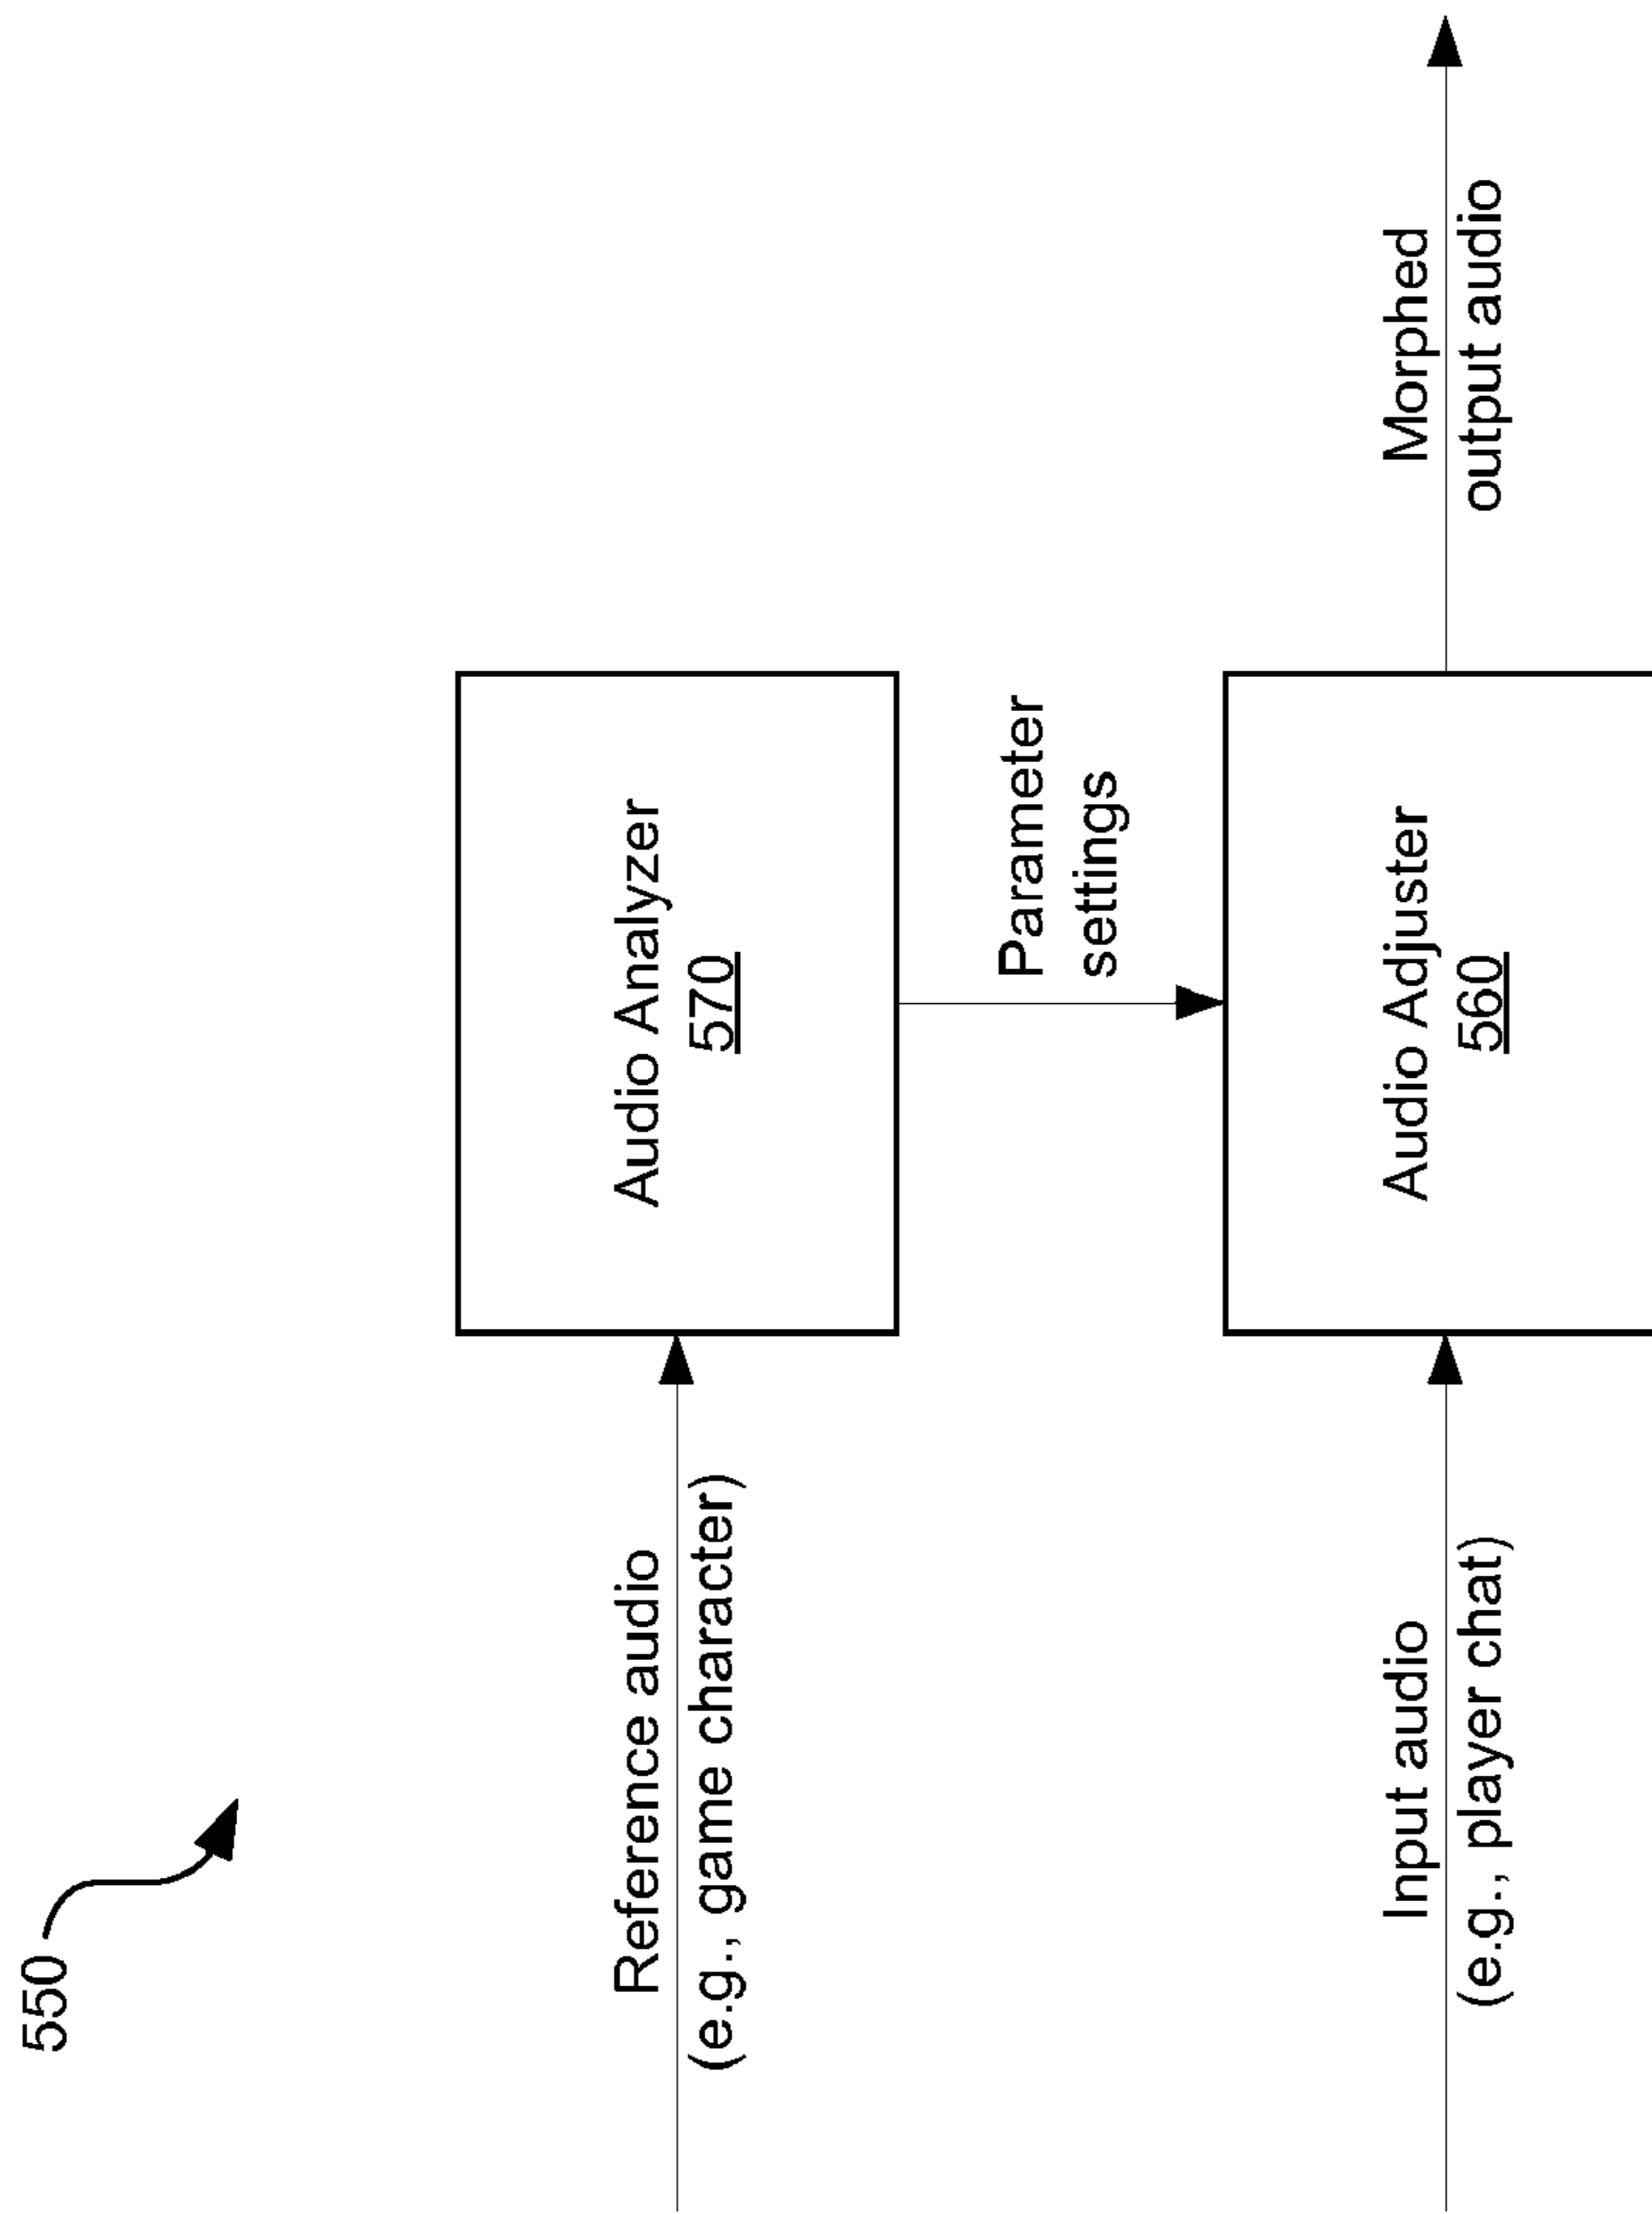 550
Reference audio
(e.g., game character)
Audio Analyzer
570
Parameter
settings
Input audio
(e.g., player chat)
Audio Adjuster
560
Morphed
output audio